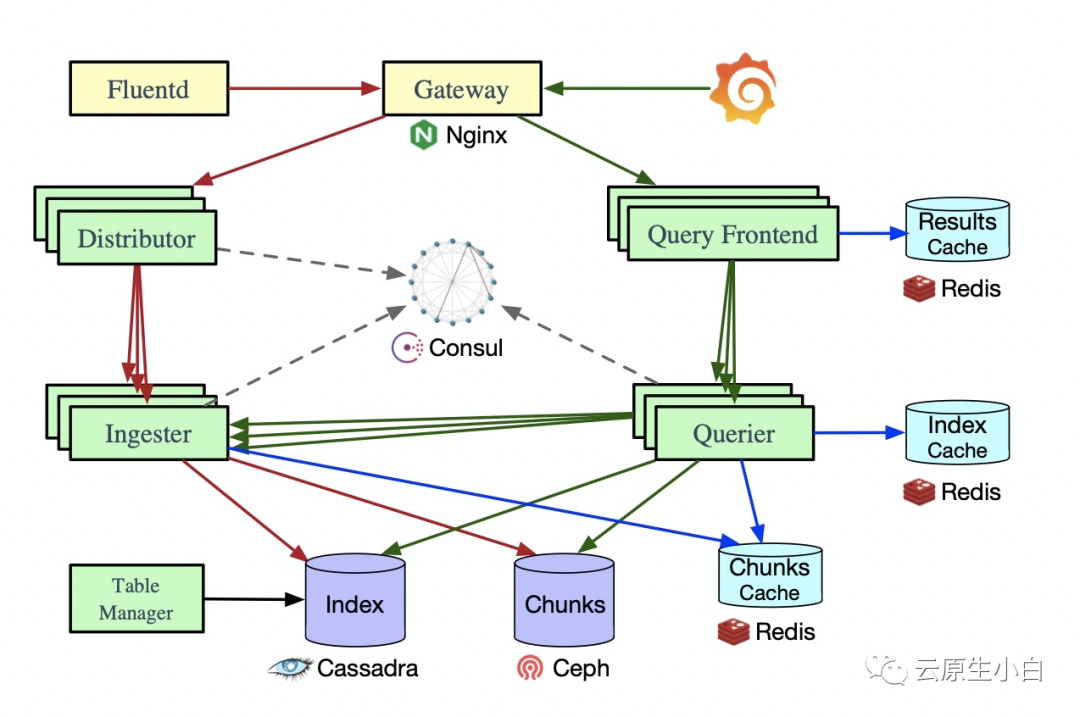 Fluentd
Gateway
Nginx
Distributor
Query Frontend
Results
Cache
Redis
Consul
Ingester
Querier
Index
Cache
Redis
Table
Manager
Index
Chunks
Chunks
Cache
Redis
Cassadra
Ceph
云原生小白